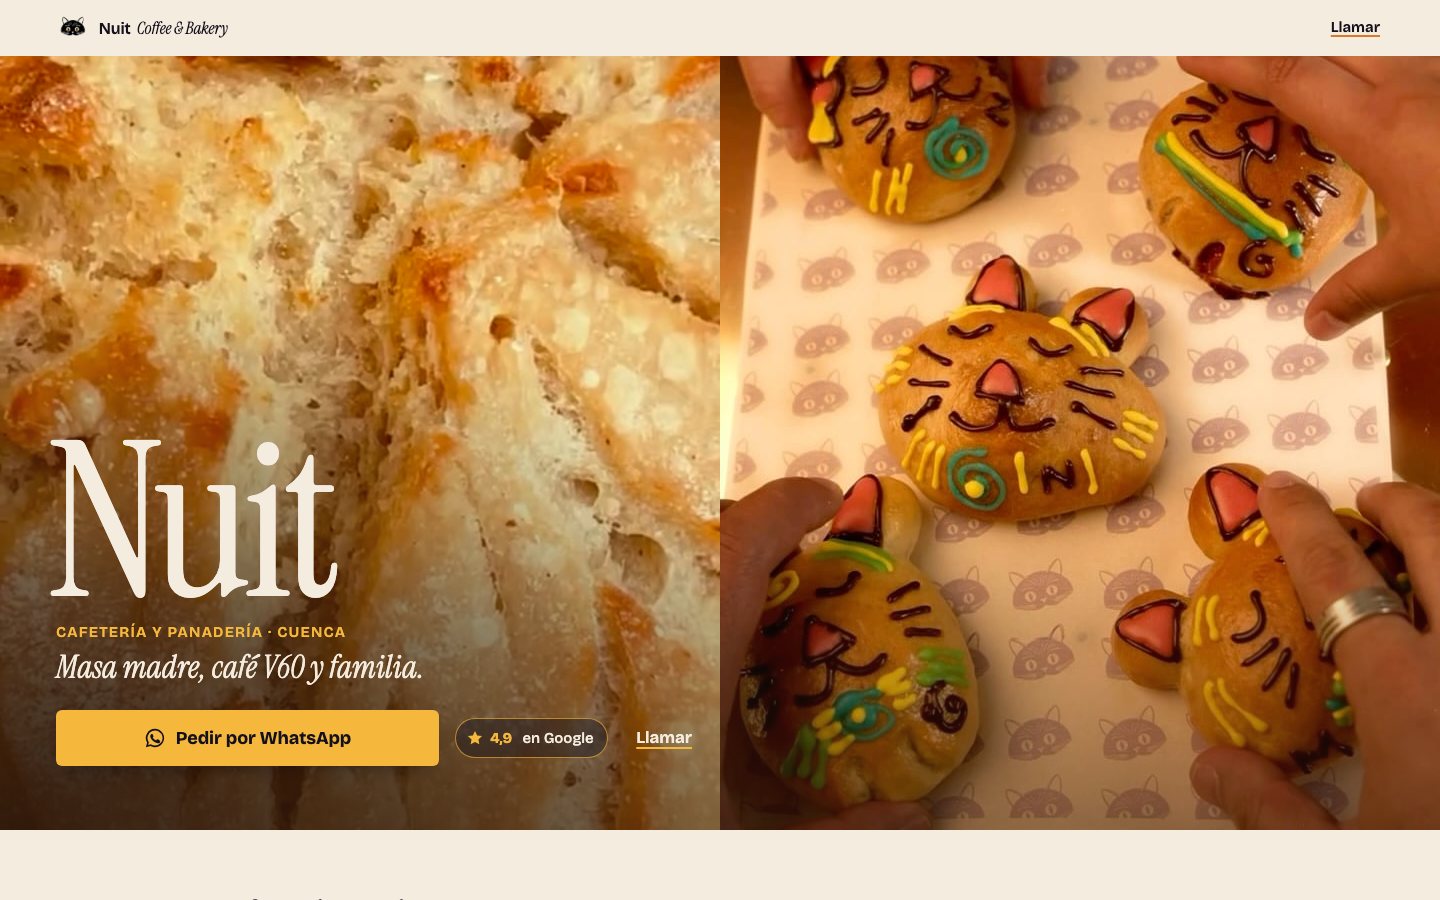 Nuit Coffee & Bakery
Llamar
Nuit
CAFETERÍA Y PANADERÍA · CUENCA
Masa madre, café V60 y familia.
Pedir por WhatsApp
4,9 en Google
Llamar